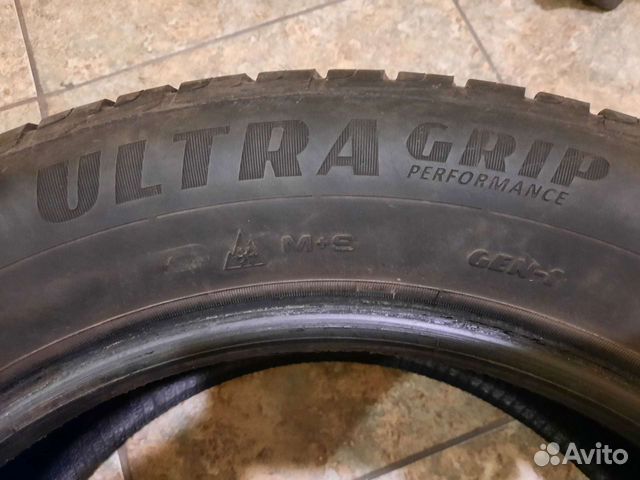 ULTRA GRIP
PERFORMANCE
M+S
GEN-1
Avito